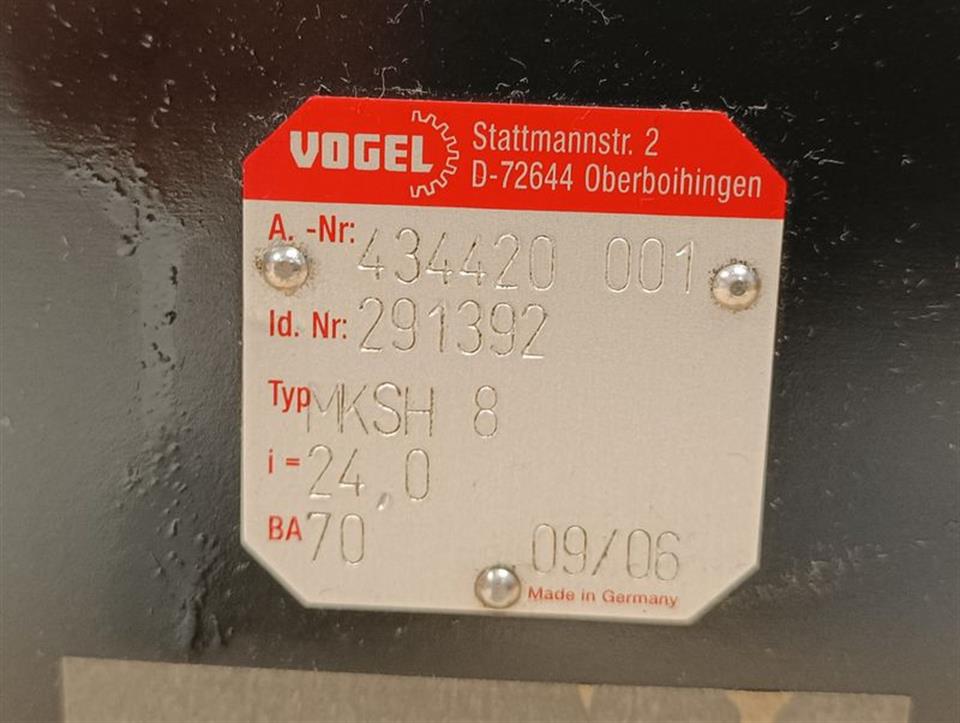 VOGEL
Stattmannstr. 2
D-72644 Oberboihingen
A. -Nr: 434420 001
Id. Nr: 291392
Typ MKSH 8
i = 24,0
BA 70 09/06
Made in Germany